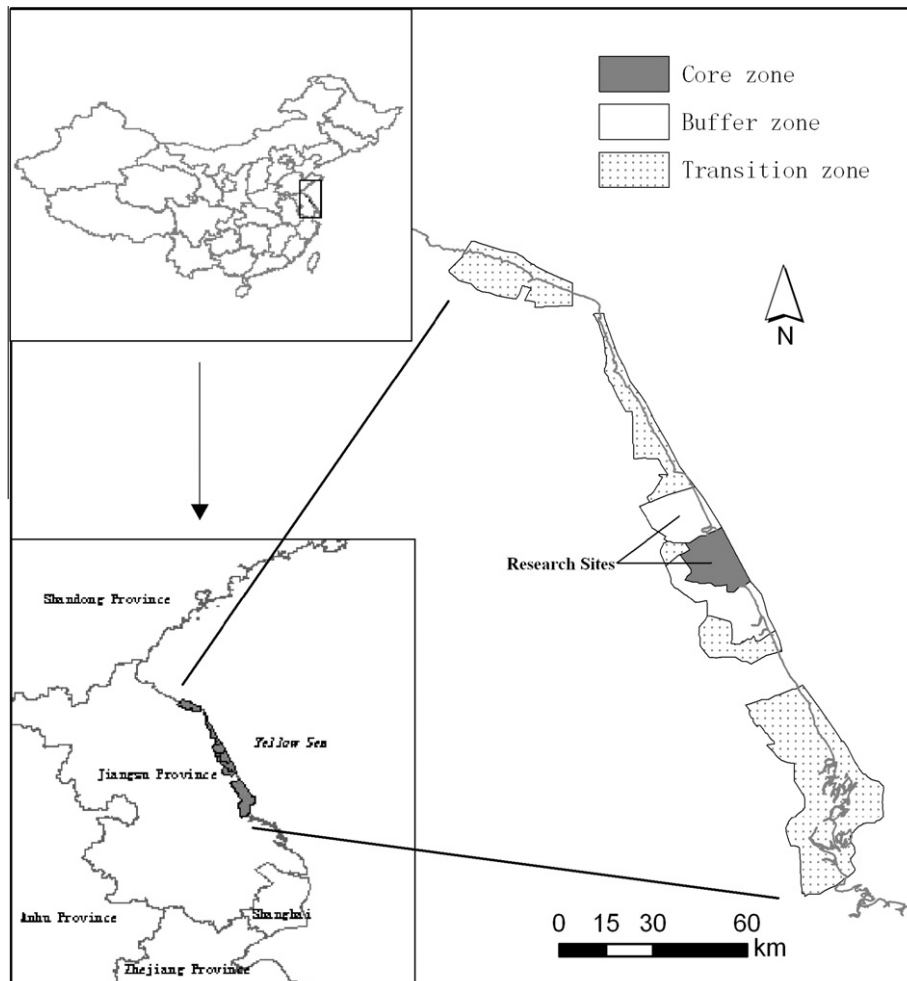 Core zone
Buffer zone
Transition zone
N
Research Sites
Shandong Province
Yellow Sea
Jiangsu Province
Anhu Province
Shanghai
Zhejiang Province
0 15 30 60
km